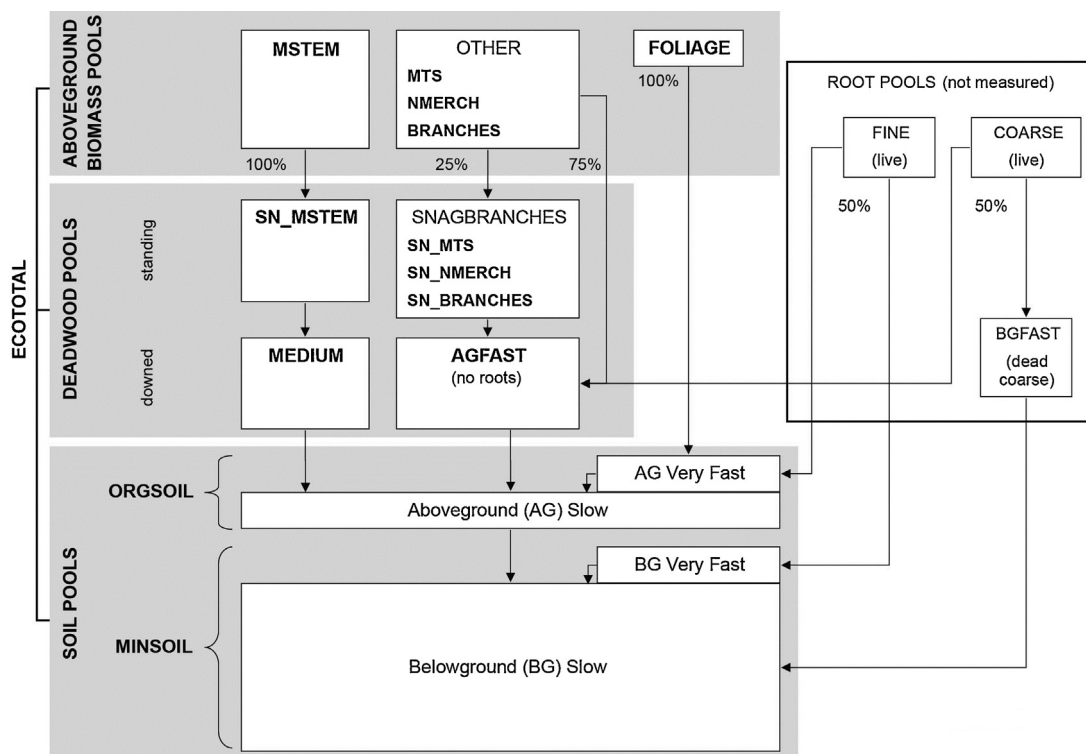 ECOTOTAL
ABOVEGROUND
BIOMASS POOLS
MSTEM
100%
OTHER
MTS
NMERCH
BRANCHES
25%
75%
FOLIAGE
100%
ROOT POOLS (not measured)
FINE
(live)
50%
COARSE
(live)
50%
BGFAST
(dead
coarse)
DEADWOOD POOLS
standing
SN_MSTEM
SNAGBRANCHES
SN_MTS
SN_NMERCH
SN_BRANCHES
downed
MEDIUM
AGFAST
(no roots)
SOIL POOLS
ORGSOIL
AG Very Fast
Aboveground (AG) Slow
MINSOIL
BG Very Fast
Belowground (BG) Slow